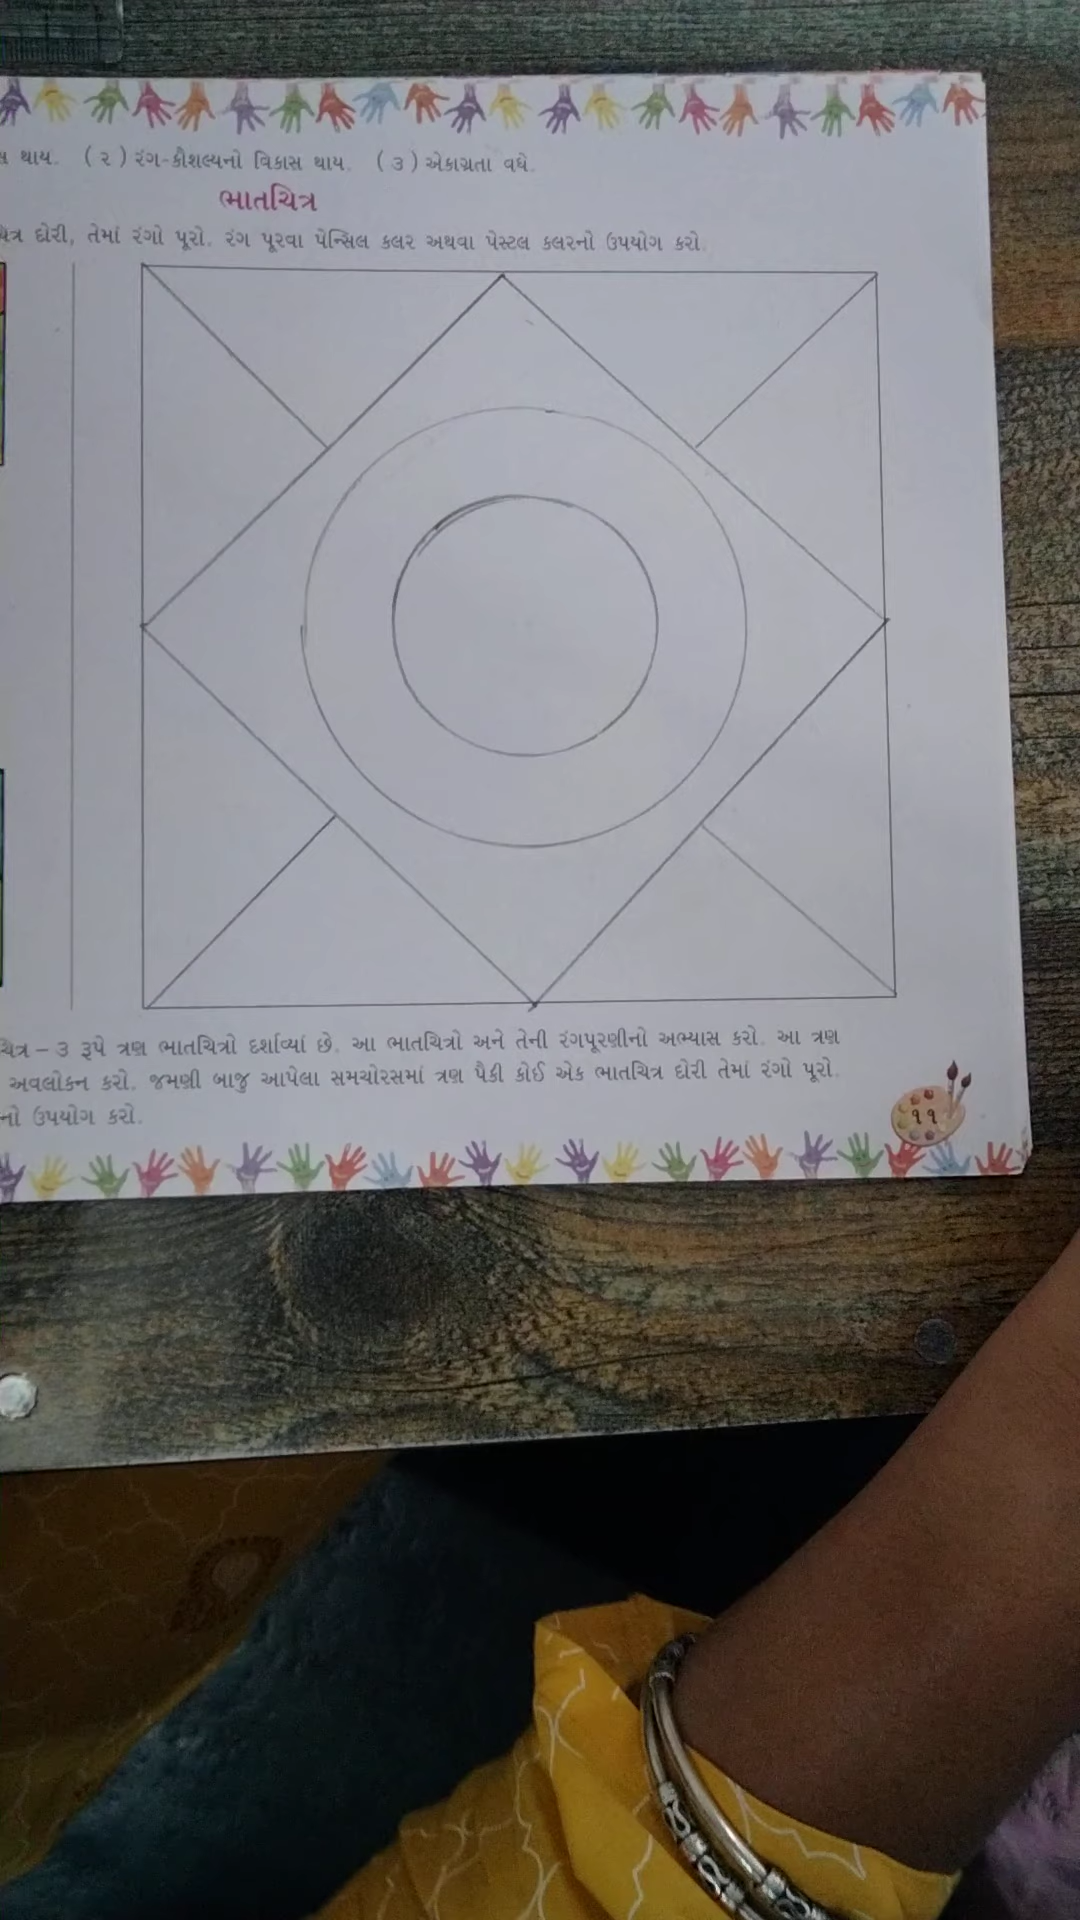 થાય. (૨) રંગ-કૌશલ્યનો વિકાસ થાય. (૩) એકાગ્રતા વધે.
ભાતચિત્ર
દોરી, તેમાં રંગો પૂરો. રંગ પૂરવા પેન્સિલ કલર અથવા પેસ્ટલ કલરનો ઉપયોગ કરો.
ચિત્ર – ૩ રૂપે ત્રણ ભાતચિત્રો દર્શાવ્યાં છે. આ ભાતચિત્રો અને તેની રંગપૂરણીનો અભ્યાસ કરો. આ ત્રણ
અવલોકન કરો. જમણી બાજુ આપેલા સમચોરસમાં ત્રણ પૈકી કોઈ એક ભાતચિત્ર દોરી તેમાં રંગો પૂરો.
નો ઉપયોગ કરો.
૧૧